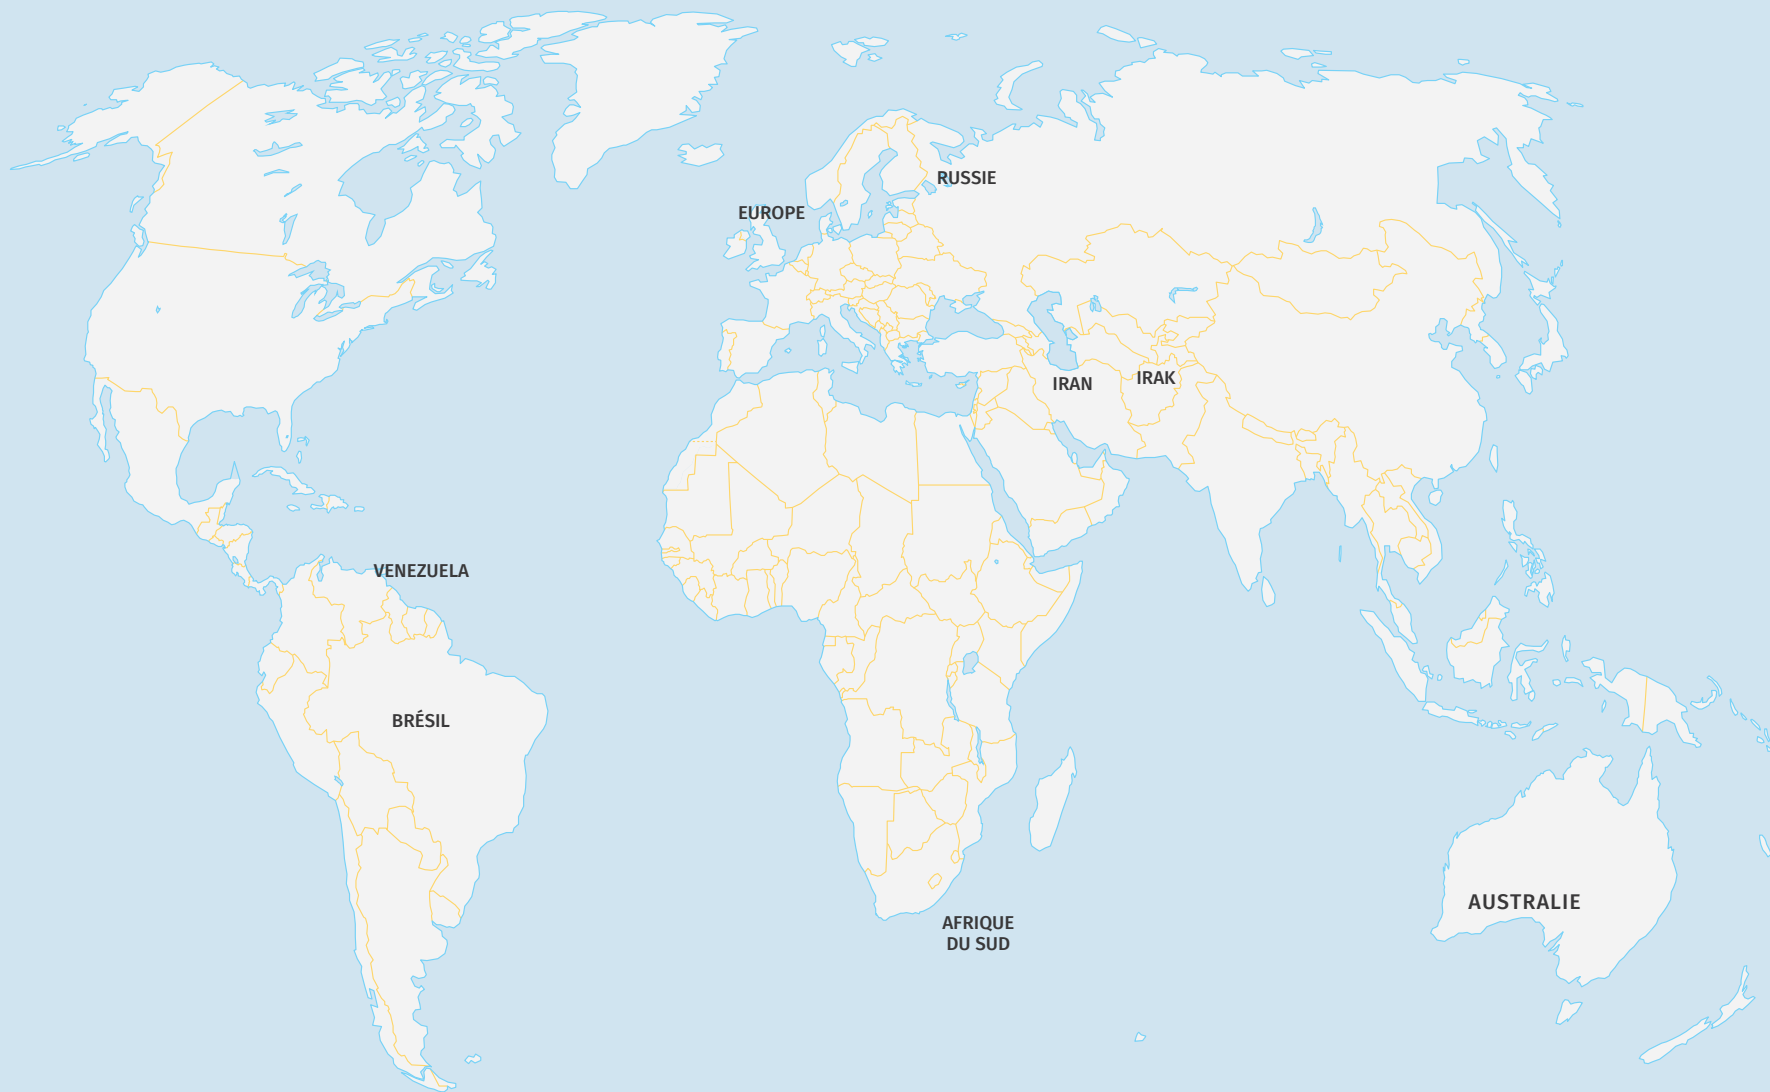 RUSSIE
EUROPE
IRAN
IRAK
VENEZUELA
BRÉSIL
AUSTRALIE
AFRIQUE
DU SUD